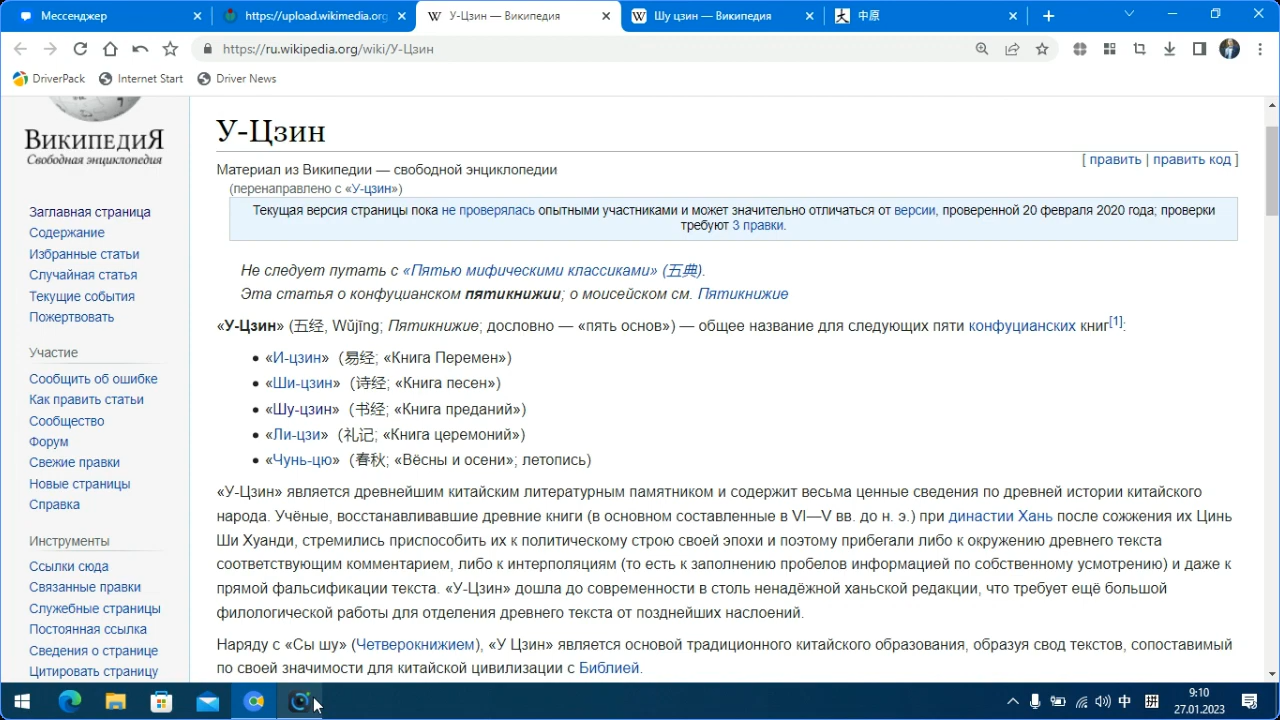 Мессенджер
https://upload.wikimedia.org
У-Цзин — Википедия
Шу цзин — Википедия
中原
https://ru.wikipedia.org/wiki/У-Цзин
DriverPack
Internet Start
Driver News
ВикипедиЯ
Свободная энциклопедия
Заглавная страница
Содержание
Избранные статьи
Случайная статья
Текущие события
Пожертвовать
Участие
Сообщить об ошибке
Как править статьи
Сообщество
Форум
Свежие правки
Новые страницы
Справка
Инструменты
Ссылки сюда
Связанные правки
Служебные страницы
Постоянная ссылка
Сведения о странице
Цитировать страницу
У-Цзин
[ править | править код ]
Материал из Википедии — свободной энциклопедии
(перенаправлено с «У-цзин»)
Текущая версия страницы пока не проверялась опытными участниками и может значительно отличаться от версии, проверенной 20 февраля 2020 года; проверки
требуют 3 правки.
Не следует путать с «Пятью мифическими классиками» (五典).
Эта статья о конфуцианском пятикнижии; о моисейском см. Пятикнижие
«У-Цзин» (五经, Wǔjīng; Пятикнижие; дословно — «пять основ») — общее название для следующих пяти конфуцианских книг[1]:
• «И-цзин» (易经; «Книга Перемен»)
• «Ши-цзин» (诗经; «Книга песен»)
• «Шу-цзин» (书经; «Книга преданий»)
• «Ли-цзи» (礼记; «Книга церемоний»)
• «Чунь-цю» (春秋; «Вёсны и осени»; летопись)
«У-Цзин» является древнейшим китайским литературным памятником и содержит весьма ценные сведения по древней истории китайского
народа. Учёные, восстанавливавшие древние книги (в основном составленные в VI—V вв. до н. э.) при династии Хань после сожжения их Цинь
Ши Хуанди, стремились приспособить их к политическому строю своей эпохи и поэтому прибегали либо к окружению древнего текста
соответствующим комментарием, либо к интерполяциям (то есть к заполнению пробелов информацией по собственному усмотрению) и даже к
прямой фальсификации текста. «У-Цзин» дошла до современности в столь ненадёжной ханьской редакции, что требует ещё большой
филологической работы для отделения древнего текста от позднейших наслоений.
Наряду с «Сы шу» (Четверокнижием), «У Цзин» является основой традиционного китайского образования, образуя свод текстов, сопоставимый
по своей значимости для китайской цивилизации с Библией.
中
拼
9:10
27.01.2023